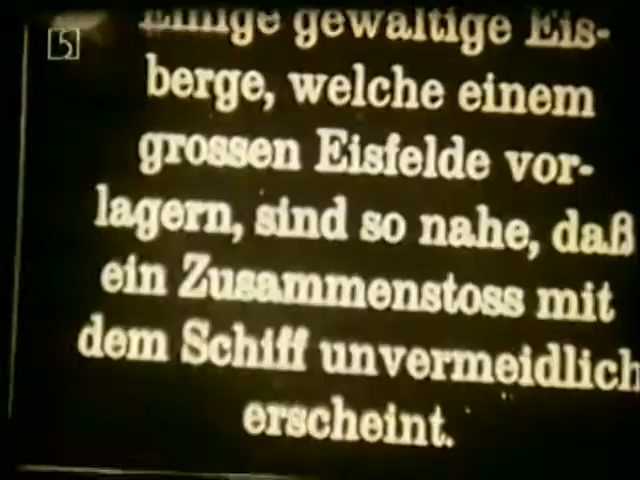 5
Einige gewaltige Eis-
berge, welche einem
grossen Eisfelde vor-
lagern, sind so nahe, daß
ein Zusammenstoss mit
dem Schiff unvermeidlich
erscheint.